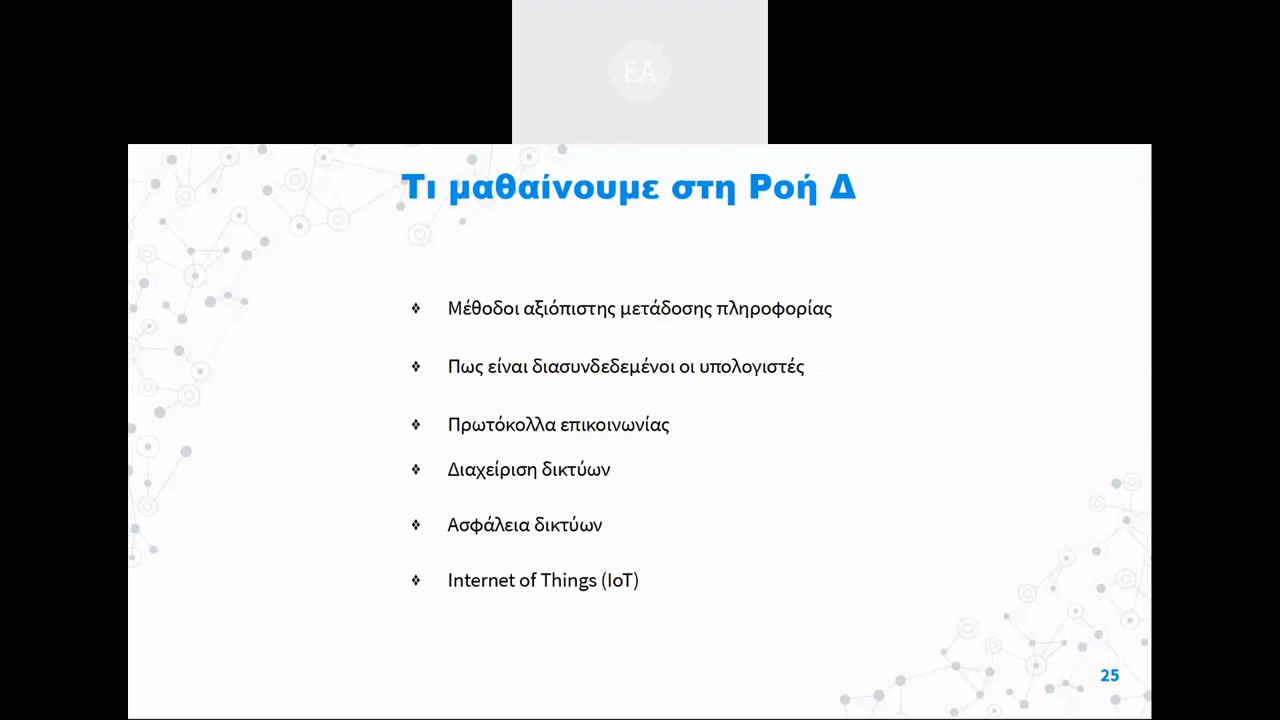 EA
Τι μαθαίνουμε στη Ροή Δ
❖ Μέθοδοι αξιόπιστης μετάδοσης πληροφορίας
❖ Πως είναι διασυνδεδεμένοι οι υπολογιστές
❖ Πρωτόκολλα επικοινωνίας
❖ Διαχείριση δικτύων
❖ Ασφάλεια δικτύων
❖ Internet of Things (IoT)
25